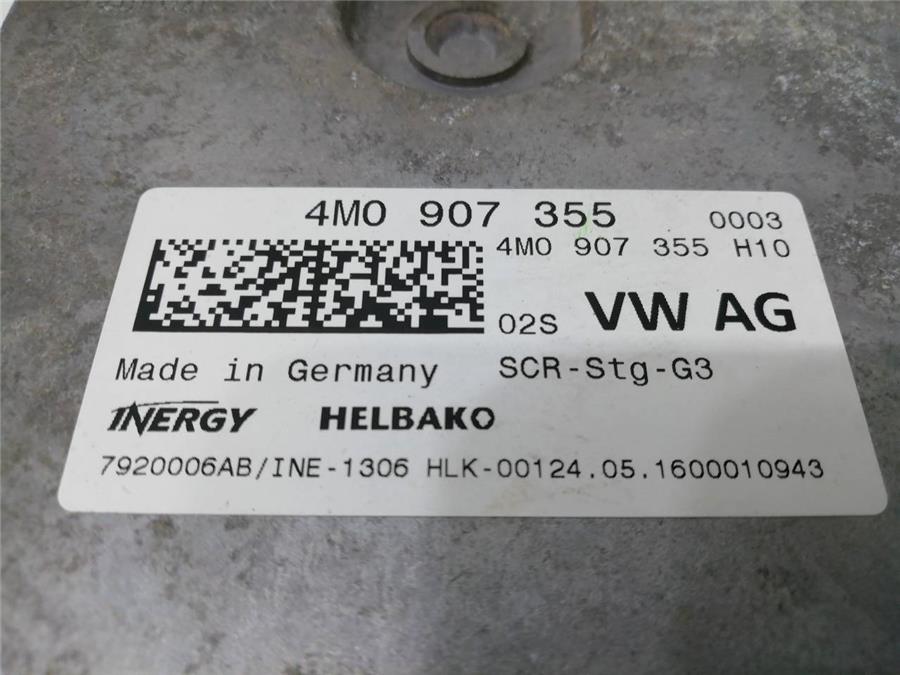 4M0 907 355 0003
4M0 907 355 H10
02S VW AG
Made in Germany SCR-Stg-G3
INERGY HELBAKO
7920006AB/INE-1306 HLK-00124.05.1600010943